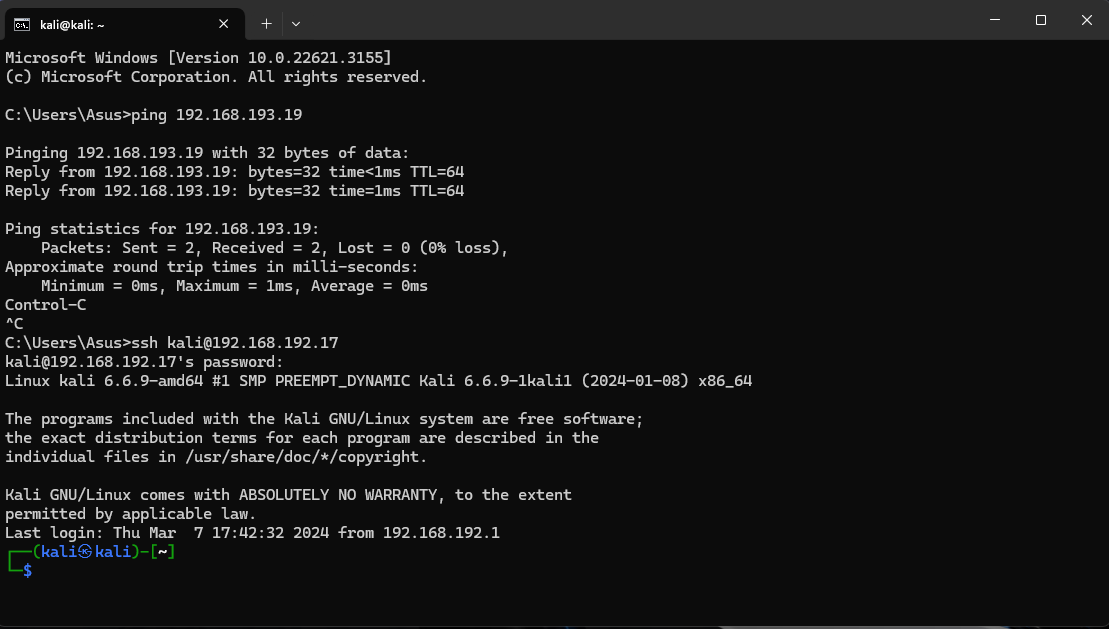 kali@kali: ~
Microsoft Windows [Version 10.0.22621.3155]
(c) Microsoft Corporation. All rights reserved.
C:\Users\Asus>ping 192.168.193.19
Pinging 192.168.193.19 with 32 bytes of data:
Reply from 192.168.193.19: bytes=32 time<1ms TTL=64
Reply from 192.168.193.19: bytes=32 time=1ms TTL=64
Ping statistics for 192.168.193.19:
    Packets: Sent = 2, Received = 2, Lost = 0 (0% loss),
Approximate round trip times in milli-seconds:
    Minimum = 0ms, Maximum = 1ms, Average = 0ms
Control-C
^C
C:\Users\Asus>ssh kali@192.168.192.17
kali@192.168.192.17's password:
Linux kali 6.6.9-amd64 #1 SMP PREEMPT_DYNAMIC Kali 6.6.9-1kali1 (2024-01-08) x86_64
The programs included with the Kali GNU/Linux system are free software;
the exact distribution terms for each program are described in the
individual files in /usr/share/doc/*/copyright.
Kali GNU/Linux comes with ABSOLUTELY NO WARRANTY, to the extent
permitted by applicable law.
Last login: Thu Mar  7 17:42:32 2024 from 192.168.192.1
┌──(kali㉿kali)-[~]
└─$